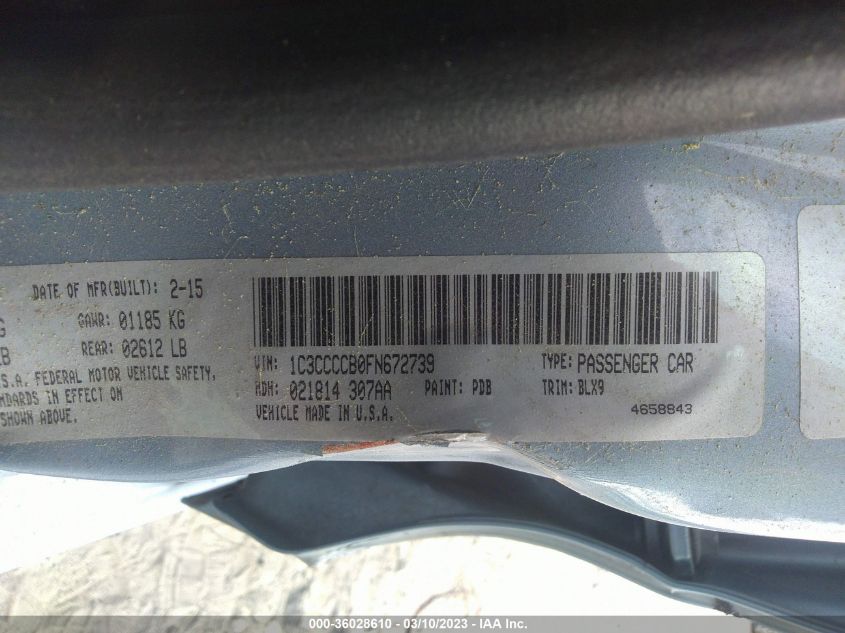 DATE OF MFR(BUILT): 2-15
G GAWR: 01185 KG
LB REAR: 02612 LB
U.S.A. FEDERAL MOTOR VEHICLE SAFETY,
NDARDS IN EFFECT ON
SHOWN ABOVE.
VIN: 1C3CCCCB0FN672739 TYPE: PASSENGER CAR
MDH: 021814 307AA PAINT: PDB TRIM: BLX9
VEHICLE MADE IN U.S.A. 4658843
000-36028610 - 03/10/2023 - IAA Inc.